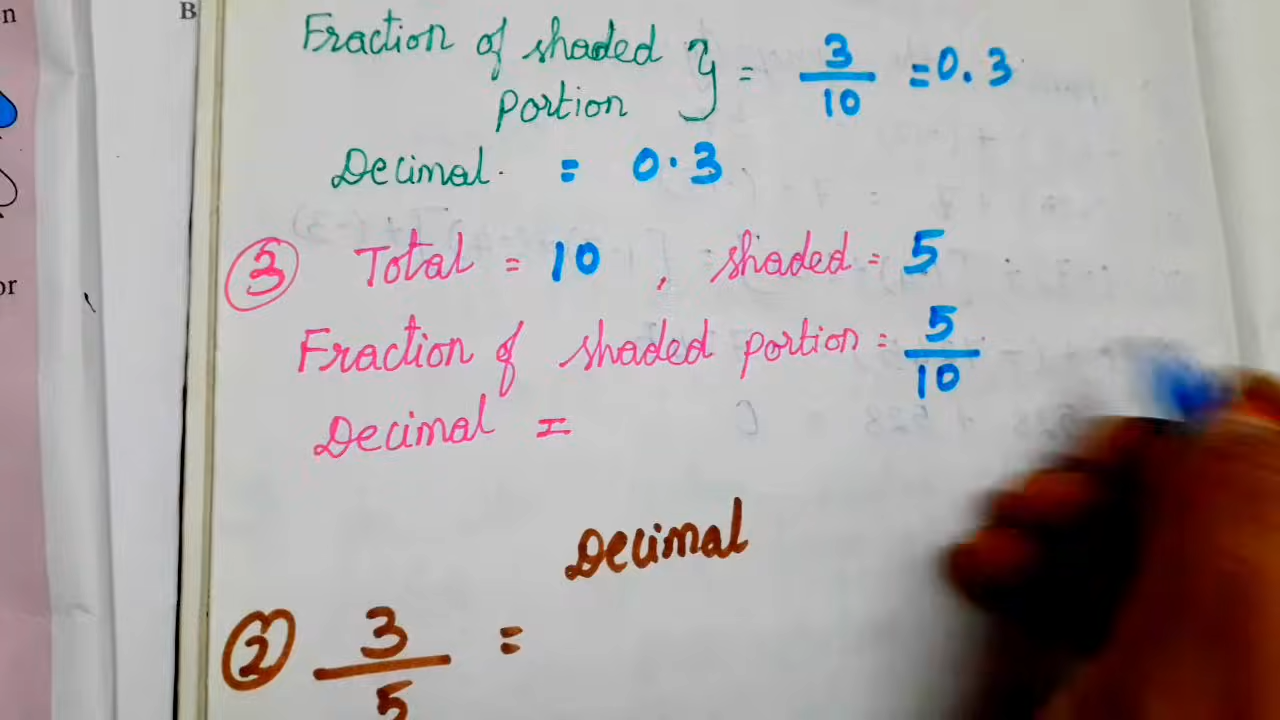 n
B
Fraction of shaded } = 3/10 = 0.3
Portion
Decimal. = 0.3
3 Total = 10 , shaded = 5
or
Fraction of shaded portion = 5/10
Decimal =
Decimal
2 3/5 =